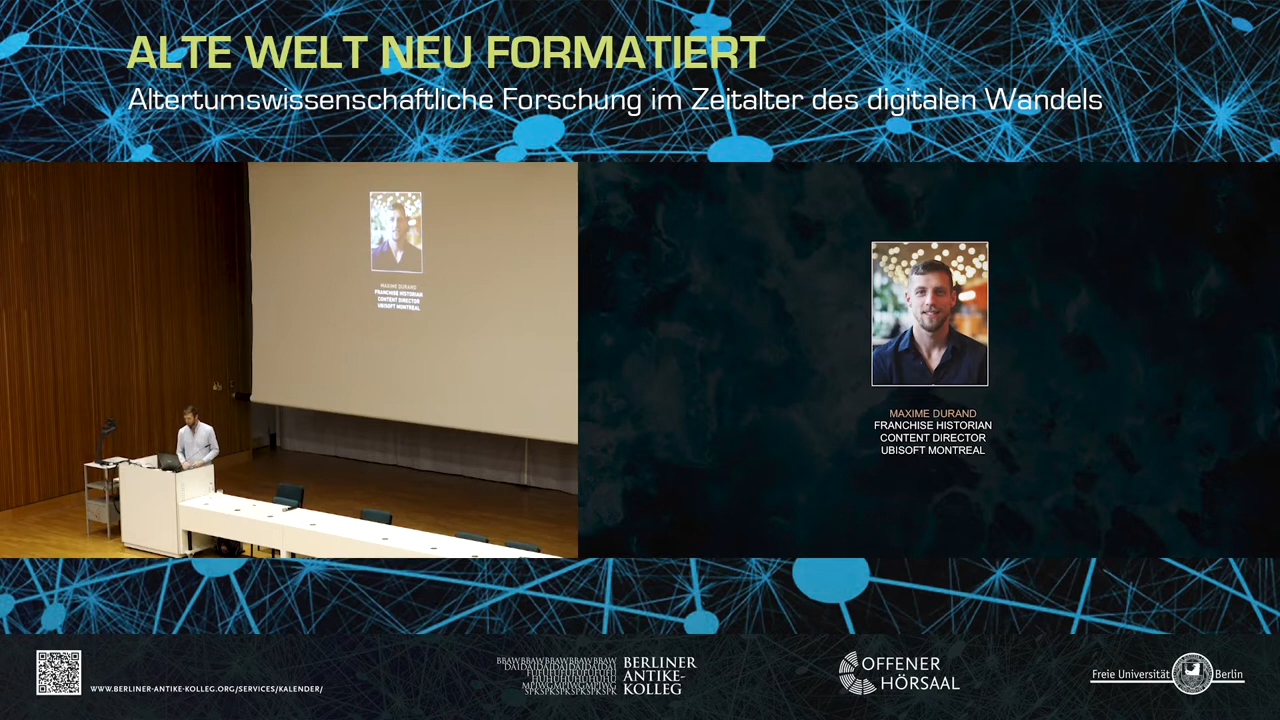 ALTE WELT NEU FORMATIERT
Altertumswissenschaftliche Forschung im Zeitalter des digitalen Wandels
MAXIME DURAND
FRANCHISE HISTORIAN
CONTENT DIRECTOR
UBISOFT MONTREAL
MAXIME DURAND
FRANCHISE HISTORIAN
CONTENT DIRECTOR
UBISOFT MONTREAL
WWW.BERLINER-ANTIKE-KOLLEG.ORG/SERVICES/KALENDER/
BBAWBBAWBBAWBBAWBBAW
DAIDAIDAIDAIDAIDAIDAI
BERLINER
ANTIKE-
KOLLEG
OFFENER
HÖRSAAL
Freie Universität Berlin